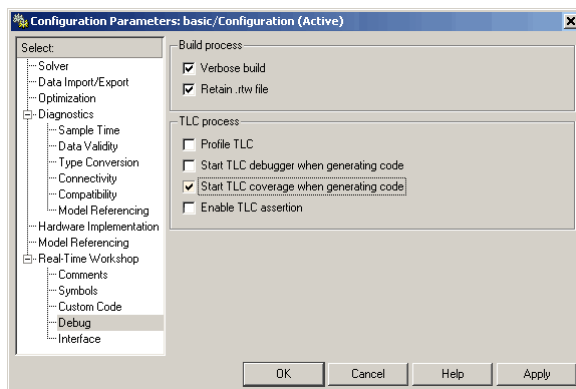 Configuration Parameters: basic/Configuration (Active)
Select:
Solver
Data Import/Export
Optimization
Diagnostics
Sample Time
Data Validity
Type Conversion
Connectivity
Compatibility
Model Referencing
Hardware Implementation
Model Referencing
Real-Time Workshop
Comments
Symbols
Custom Code
Debug
Interface
Build process
Verbose build
Retain .rtw file
TLC process
Profile TLC
Start TLC debugger when generating code
Start TLC coverage when generating code
Enable TLC assertion
OK
Cancel
Help
Apply